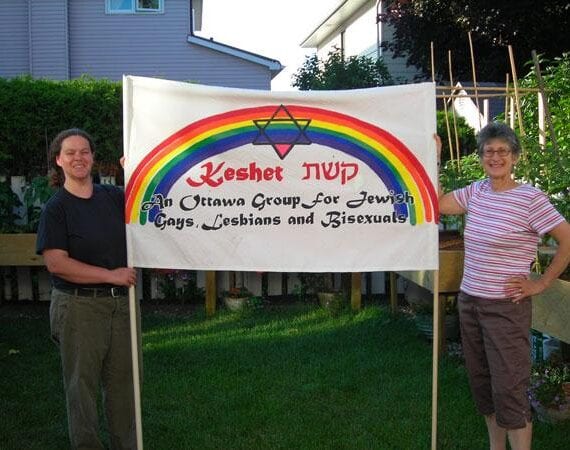 Keshet קשת
An Ottawa Group For Jewish
Gays, Lesbians and Bisexuals